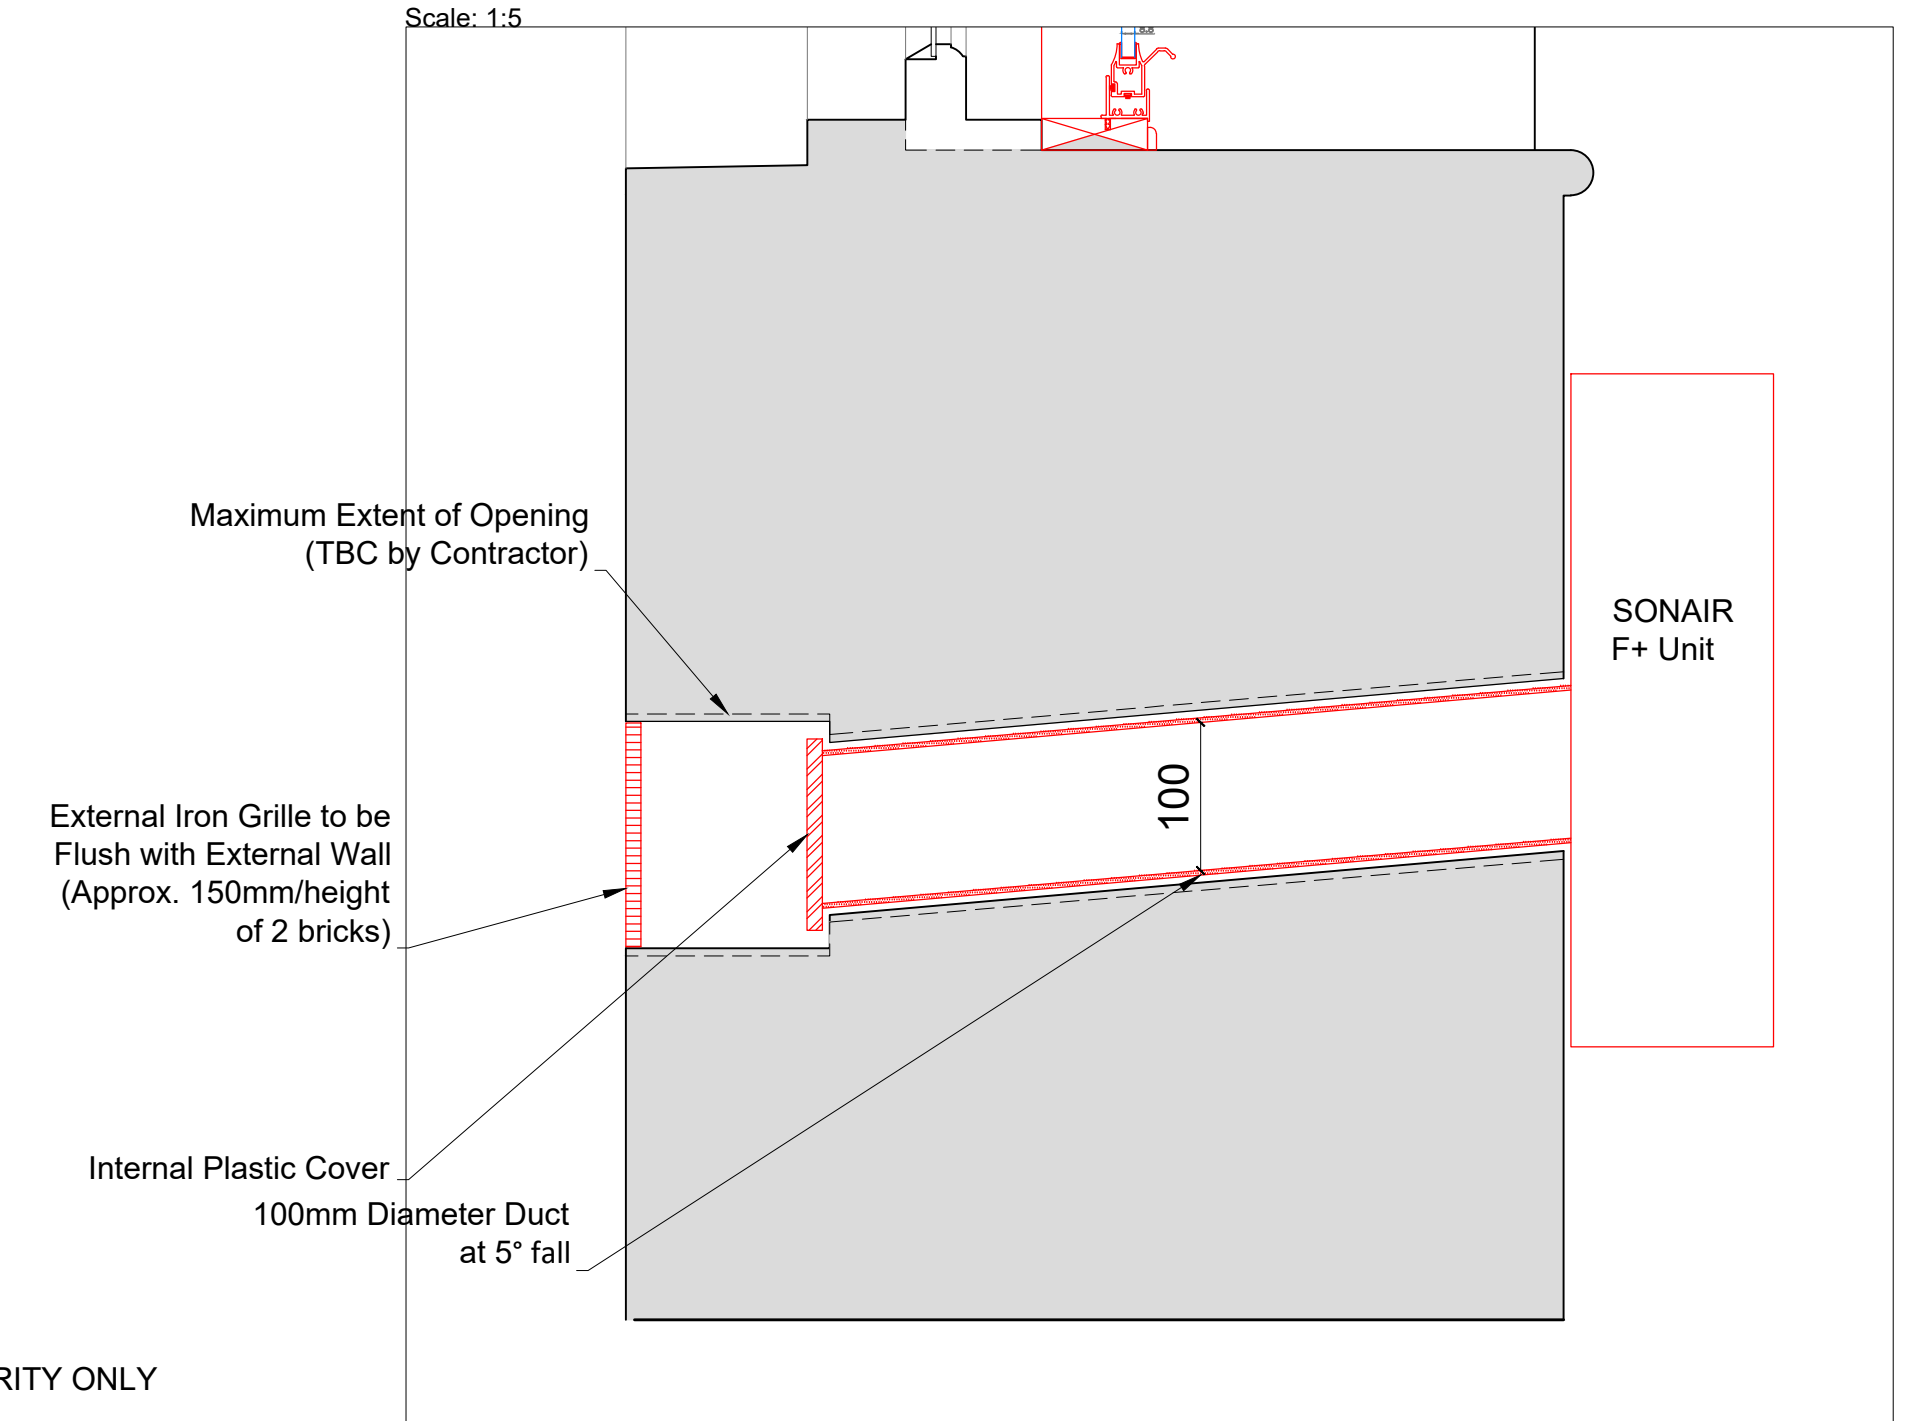 Scale: 1:5
Maximum Extent of Opening
(TBC by Contractor)
SONAIR
F+ Unit
External Iron Grille to be
Flush with External Wall
(Approx. 150mm/height
of 2 bricks)
100
Internal Plastic Cover
100mm Diameter Duct
at 5° fall
RITY ONLY